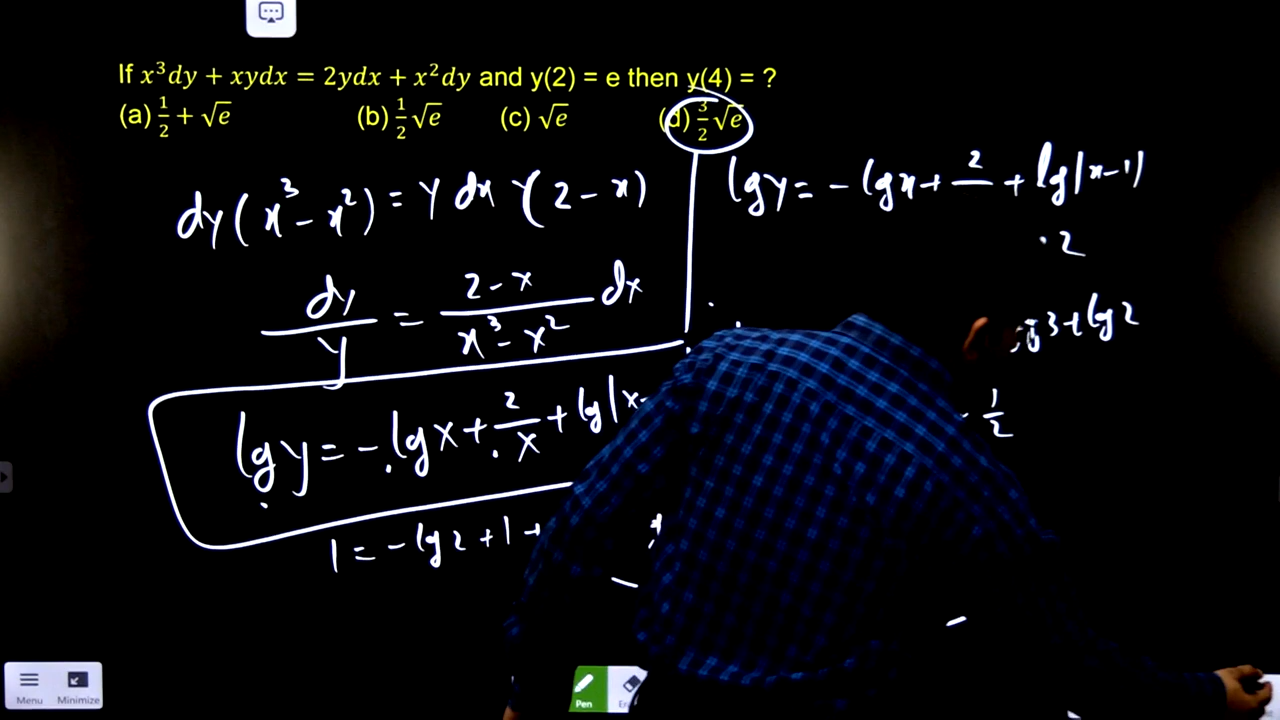 If x³dy + xydx = 2ydx + x²dy and y(2) = e then y(4) = ?
(a) 1/2 + √e (b) 1/2 √e (c) √e (d) 3/2 √e
dy(x³ - x²) = y dx (2 - x)
dy/y = 2-x/x³-x² dx
lgy = -lgx + 2/x + lg|x-
1 = -lg2 + 1 +
lgy = -lgx + 2/ + lg|x-1|
.2
g3 + lg2
1/2
Menu
Minimize
Pen